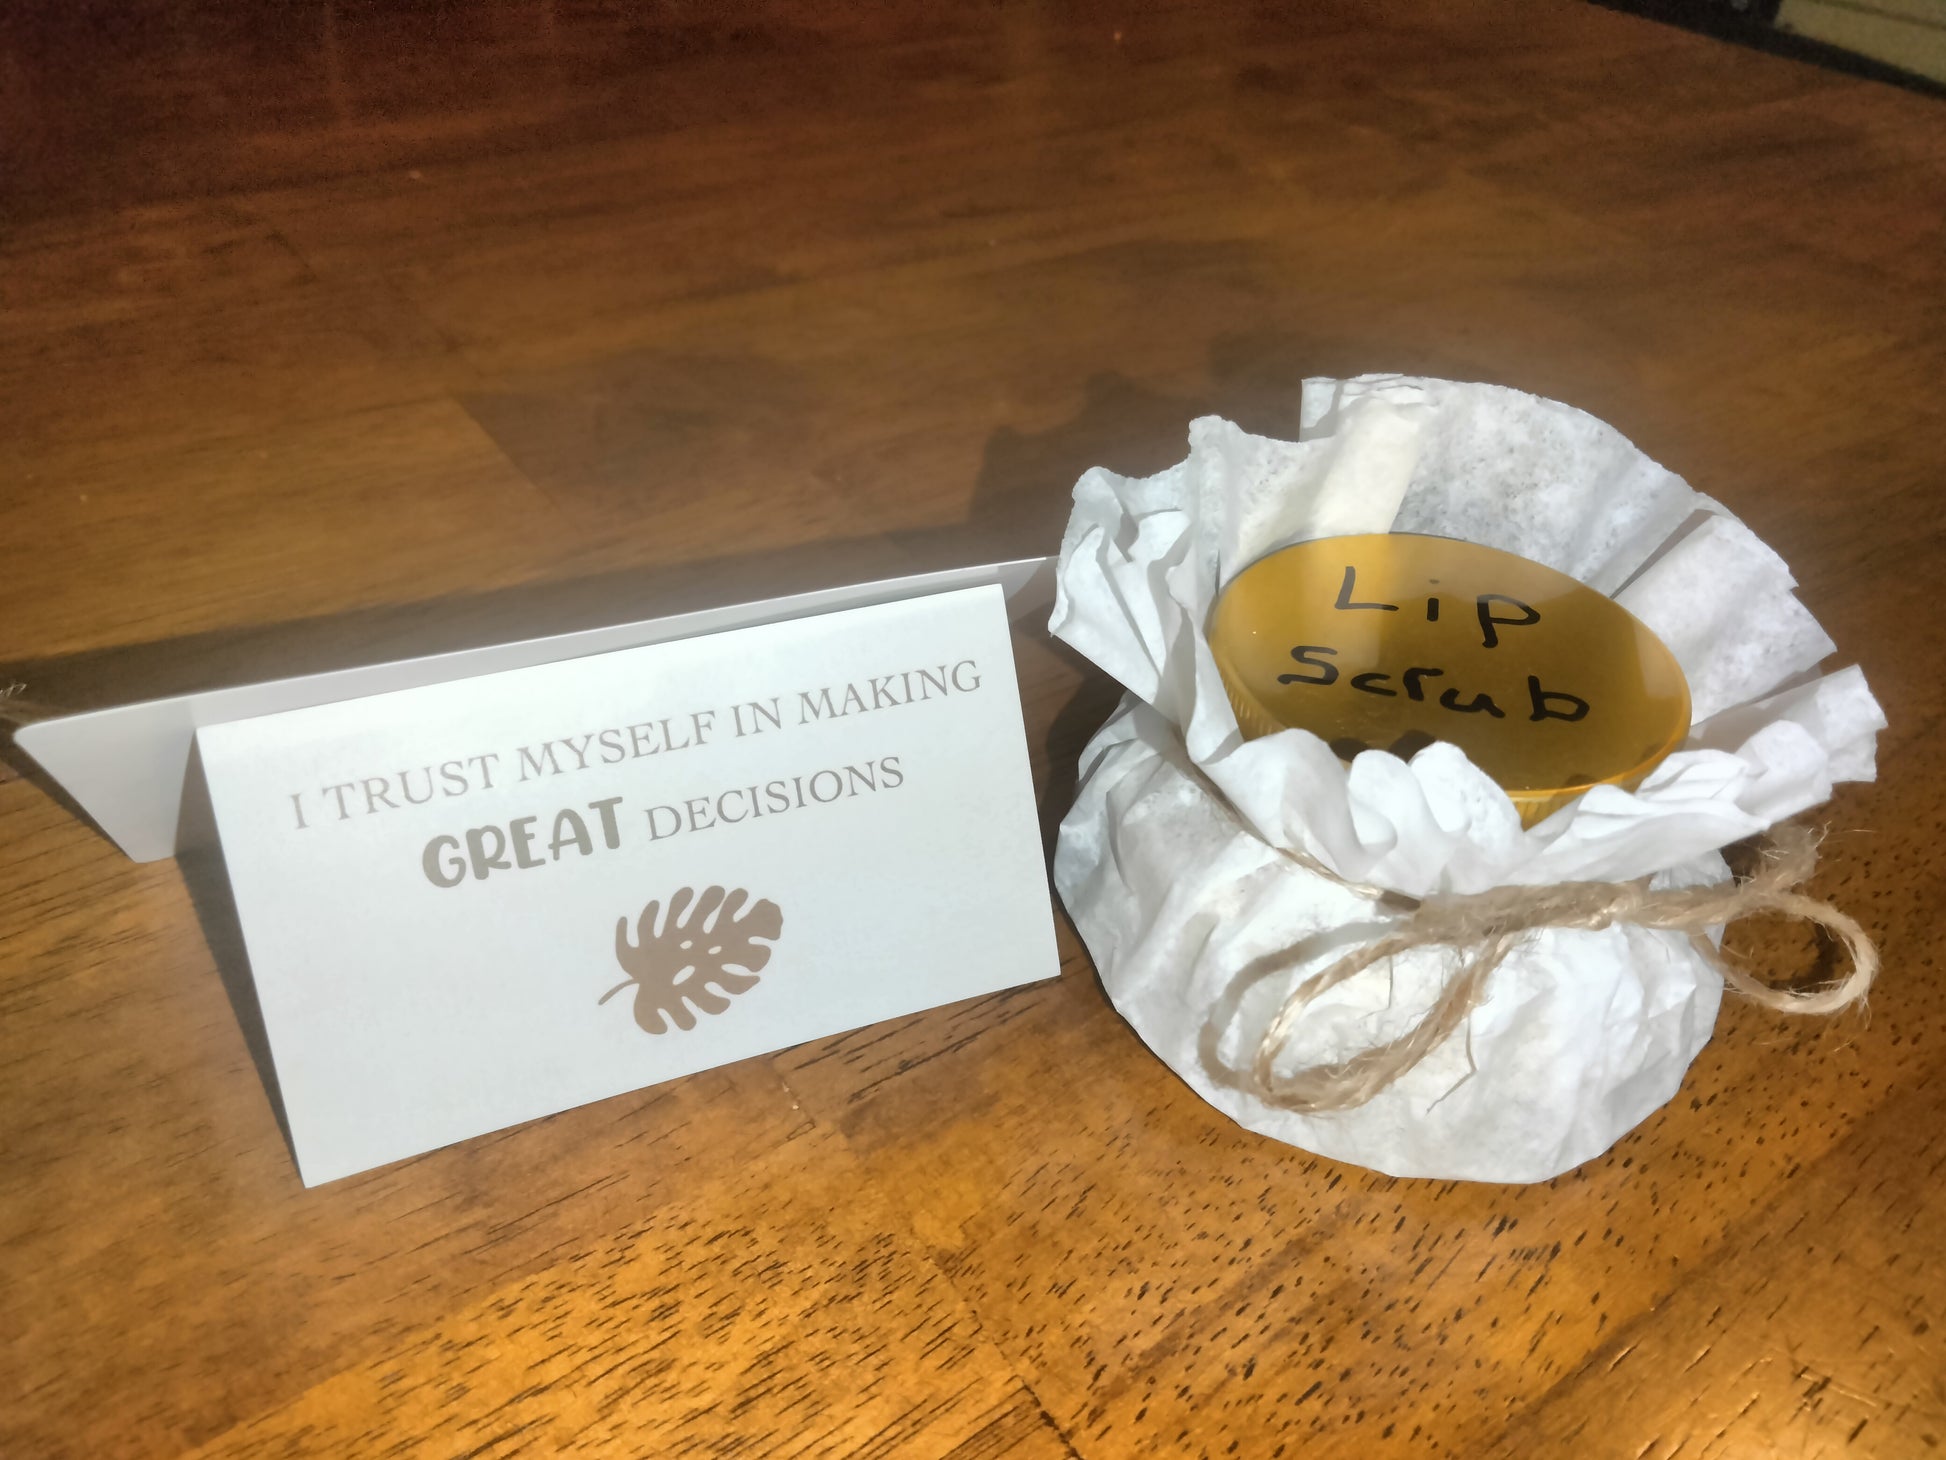 I TRUST MYSELF IN MAKING
GREAT DECISIONS
Lip
Scrub